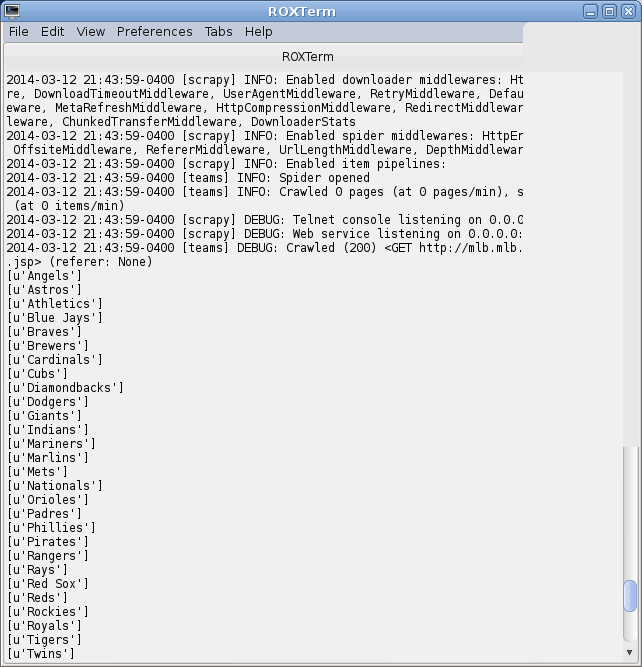 ROXTerm
File Edit View Preferences Tabs Help
ROXTerm
2014-03-12 21:43:59-0400 [scrapy] INFO: Enabled downloader middlewares: Ht
re, DownloadTimeoutMiddleware, UserAgentMiddleware, RetryMiddleware, Defau
eware, MetaRefreshMiddleware, HttpCompressionMiddleware, RedirectMiddlewar
leware, ChunkedTransferMiddleware, DownloaderStats
2014-03-12 21:43:59-0400 [scrapy] INFO: Enabled spider middlewares: HttpEr
OffsiteMiddleware, RefererMiddleware, UrlLengthMiddleware, DepthMiddlewar
2014-03-12 21:43:59-0400 [scrapy] INFO: Enabled item pipelines:
2014-03-12 21:43:59-0400 [teams] INFO: Spider opened
2014-03-12 21:43:59-0400 [teams] INFO: Crawled 0 pages (at 0 pages/min), s
(at 0 items/min)
2014-03-12 21:43:59-0400 [scrapy] DEBUG: Telnet console listening on 0.0.0
2014-03-12 21:43:59-0400 [scrapy] DEBUG: Web service listening on 0.0.0.0:
2014-03-12 21:43:59-0400 [teams] DEBUG: Crawled (200) <GET http://mlb.mlb.
.jsp> (referer: None)
[u'Angels']
[u'Astros']
[u'Athletics']
[u'Blue Jays']
[u'Braves']
[u'Brewers']
[u'Cardinals']
[u'Cubs']
[u'Diamondbacks']
[u'Dodgers']
[u'Giants']
[u'Indians']
[u'Mariners']
[u'Marlins']
[u'Mets']
[u'Nationals']
[u'Orioles']
[u'Padres']
[u'Phillies']
[u'Pirates']
[u'Rangers']
[u'Rays']
[u'Red Sox']
[u'Reds']
[u'Rockies']
[u'Royals']
[u'Tigers']
[u'Twins']